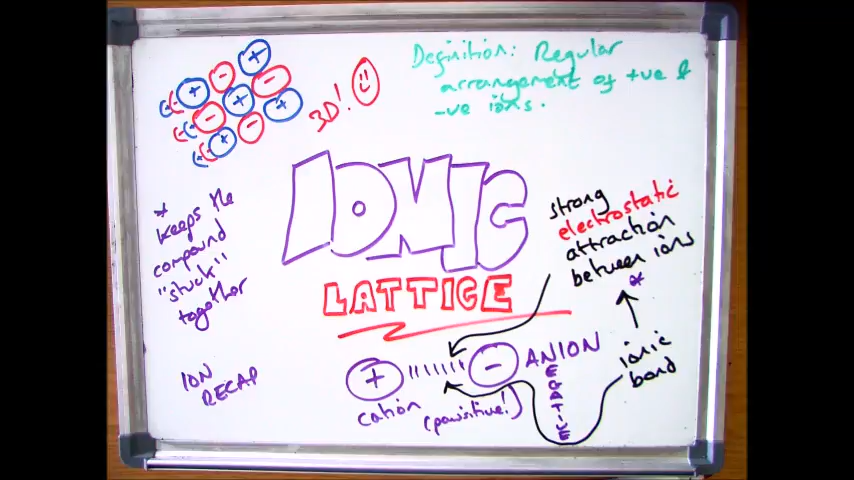 Definition: Regular
arrangement of +ve &
-ve ions.
3D!
IONIC
LATTICE
strong
electrostatic
attraction
between ions
*
* keeps the
compound
"stuck"
together
ION
RECAP
+
-
ANION
NEGATIVE
cation
(pawsitive!)
ionic
bond